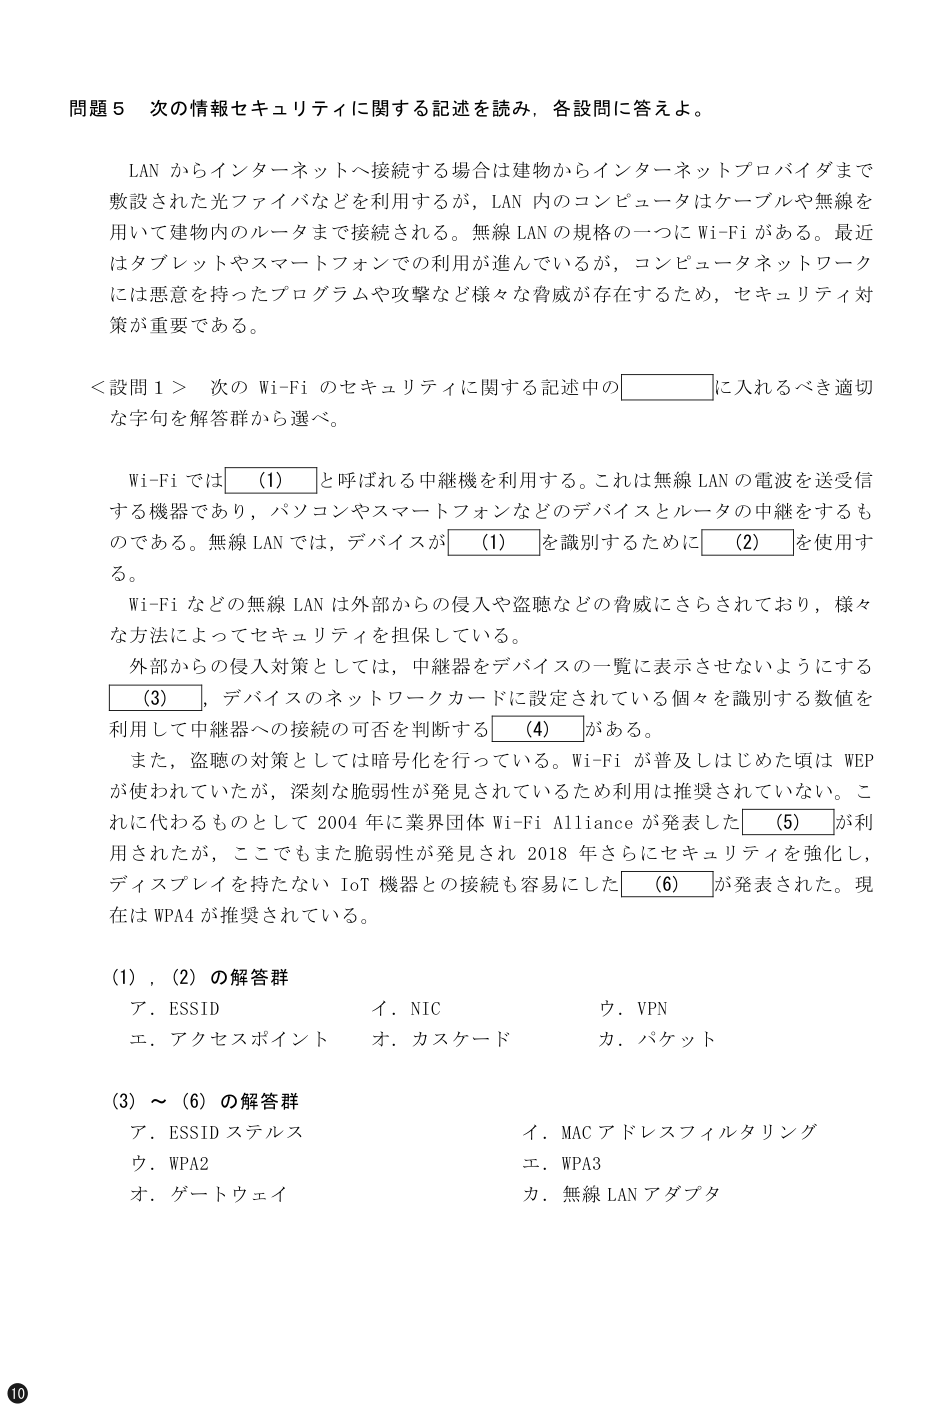 問題５　次の情報セキュリティに関する記述を読み，各設問に答えよ。
LAN からインターネットへ接続する場合は建物からインターネットプロバイダまで
敷設された光ファイバなどを利用するが，LAN 内のコンピュータはケーブルや無線を
用いて建物内のルータまで接続される。無線 LAN の規格の一つに Wi-Fi がある。最近
はタブレットやスマートフォンでの利用が進んでいるが，コンピュータネットワーク
には悪意を持ったプログラムや攻撃など様々な脅威が存在するため，セキュリティ対
策が重要である。
＜設問１＞　次の Wi-Fi のセキュリティに関する記述中の　　　　に入れるべき適切
な字句を解答群から選べ。
Wi-Fi では (1) と呼ばれる中継機を利用する。これは無線 LAN の電波を送受信
する機器であり，パソコンやスマートフォンなどのデバイスとルータの中継をするも
のである。無線 LAN では，デバイスが (1) を識別するために (2) を使用す
る。
Wi-Fi などの無線 LAN は外部からの侵入や盗聴などの脅威にさらされており，様々
な方法によってセキュリティを担保している。
外部からの侵入対策としては，中継器をデバイスの一覧に表示させないようにする
(3) ，デバイスのネットワークカードに設定されている個々を識別する数値を
利用して中継器への接続の可否を判断する (4) がある。
また，盗聴の対策としては暗号化を行っている。Wi-Fi が普及しはじめた頃は WEP
が使われていたが，深刻な脆弱性が発見されているため利用は推奨されていない。こ
れに代わるものとして 2004 年に業界団体 Wi-Fi Alliance が発表した (5) が利
用されたが，ここでもまた脆弱性が発見され 2018 年さらにセキュリティを強化し，
ディスプレイを持たない IoT 機器との接続も容易にした (6) が発表された。現
在は WPA4 が推奨されている。
(1)，(2) の解答群
ア．ESSID　イ．NIC　ウ．VPN
エ．アクセスポイント　オ．カスケード　カ．パケット
(3) ～ (6) の解答群
ア．ESSID ステルス　イ．MAC アドレスフィルタリング
ウ．WPA2　エ．WPA3
オ．ゲートウェイ　カ．無線 LAN アダプタ
10